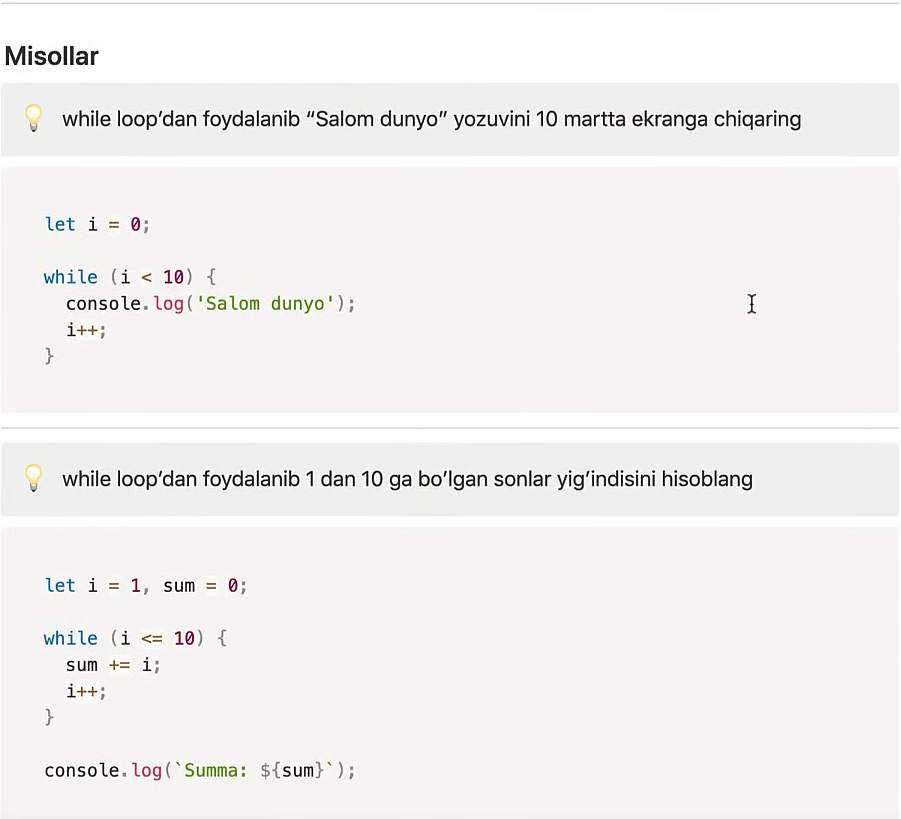 Misollar
while loop’dan foydalanib “Salom dunyo” yozuvini 10 martta ekranga chiqaring
let i = 0;
while (i < 10) {
  console.log('Salom dunyo');
  i++;
}
while loop’dan foydalanib 1 dan 10 ga bo’lgan sonlar yig’indisini hisoblang
let i = 1, sum = 0;
while (i <= 10) {
  sum += i;
  i++;
}
console.log(`Summa: ${sum}`);